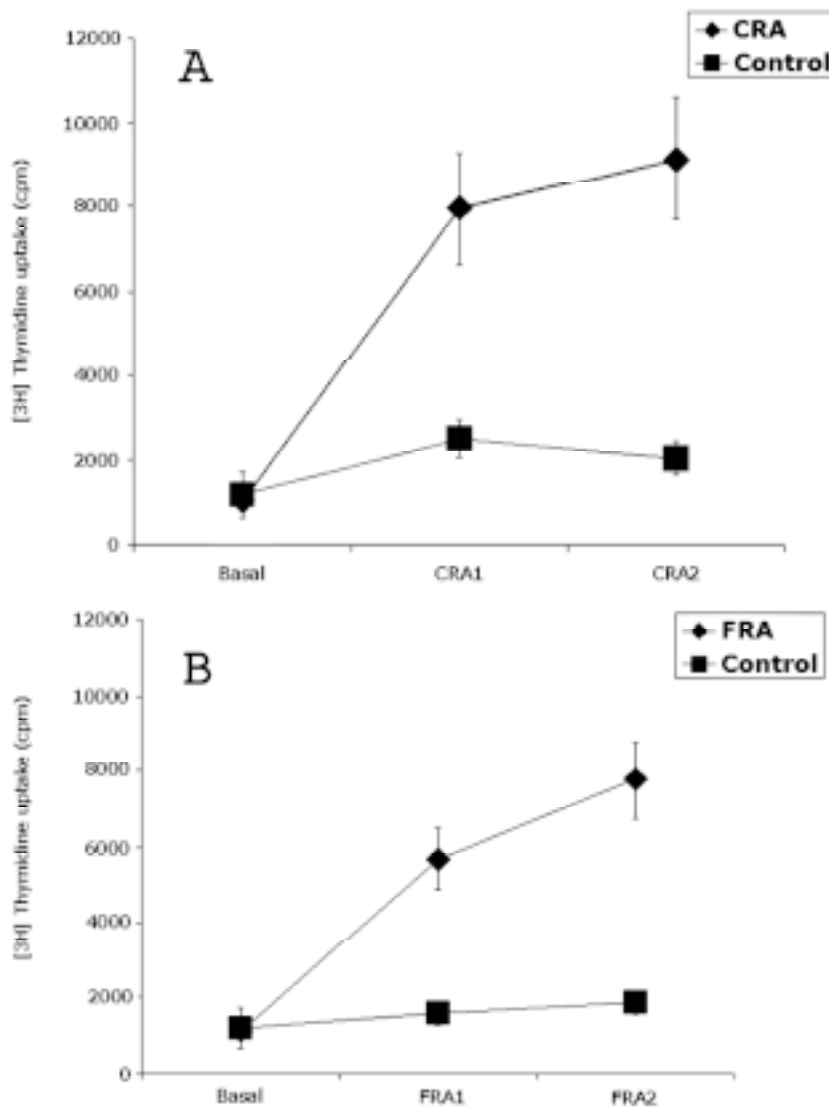 A
CRA
Control
[3H] Thymidine uptake (cpm)
12000
10000
8000
6000
4000
2000
0
Basal CRA1 CRA2
B
FRA
Control
[3H] Thymidine uptake (cpm)
12000
10000
8000
6000
4000
2000
0
Basal FRA1 FRA2